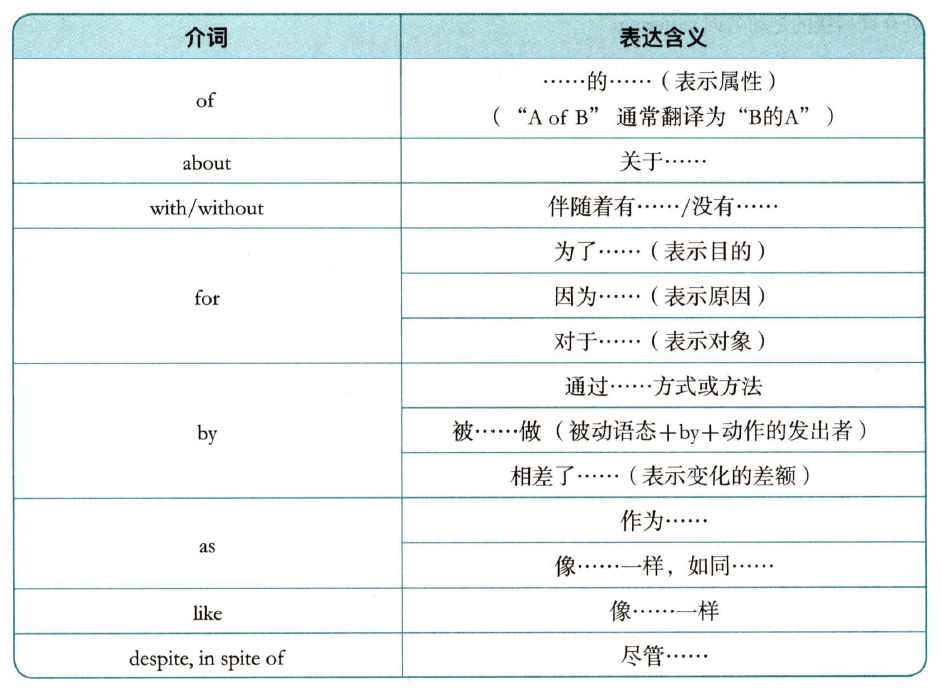 介词 表达含义
of
……的……（表示属性）
（“A of B” 通常翻译为“B的A”）
about 关于……
with/without 伴随着有……/没有……
for
为了……（表示目的）
因为……（表示原因）
对于……（表示对象）
by
通过……方式或方法
被……做（被动语态+by+动作的发出者）
相差了……（表示变化的差额）
as
作为……
像……一样，如同……
like 像……一样
despite, in spite of 尽管……